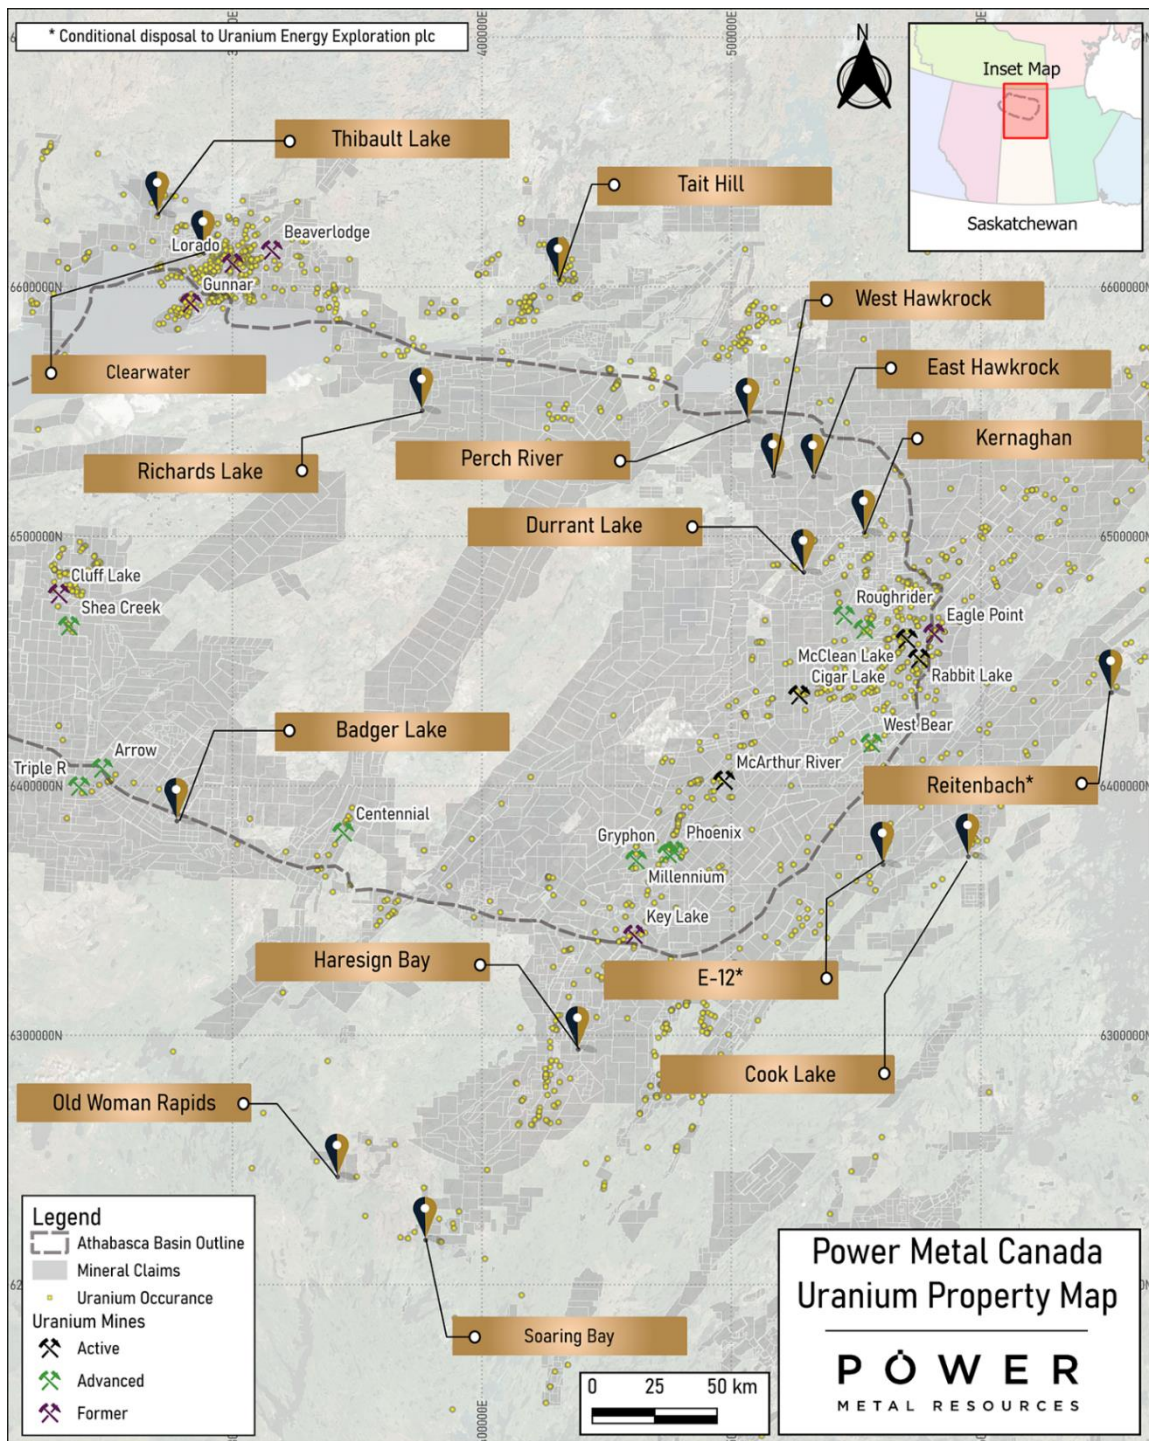 * Conditional disposal to Uranium Energy Exploration plc
400000E
500000E
N
Inset Map
Saskatchewan
Thibault Lake
Tait Hill
Lorado
Beaverlodge
Gunnar
6600000N
6600000N
West Hawkrock
Clearwater
East Hawkrock
Richards Lake
Perch River
Kernaghan
Durrant Lake
6500000N
6500000N
Cluff Lake
Shea Creek
Roughrider
Eagle Point
McClean Lake
Cigar Lake
Rabbit Lake
Badger Lake
West Bear
Arrow
Triple R
McArthur River
Reitenbach*
6400000N
6400000N
Centennial
Gryphon
Phoenix
Millennium
Key Lake
Haresign Bay
E-12*
6300000N
6300000N
Cook Lake
Old Woman Rapids
Soaring Bay
Legend
Athabasca Basin Outline
Mineral Claims
Uranium Occurance
Uranium Mines
Active
Advanced
Former
0 25 50 km
Power Metal Canada
Uranium Property Map
POWER
METAL RESOURCES